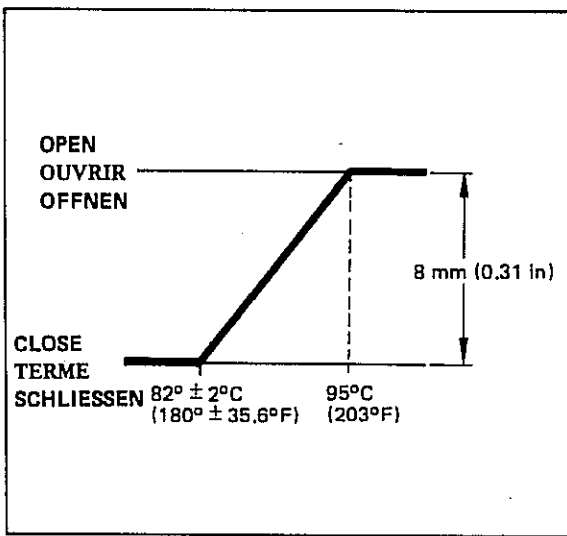 OPEN
OUVRIR
OFFNEN
8 mm (0.31 in)
CLOSE
TERME
SCHLIESSEN
82° ± 2°C
(180° ± 35.6°F)
95°C
(203°F)